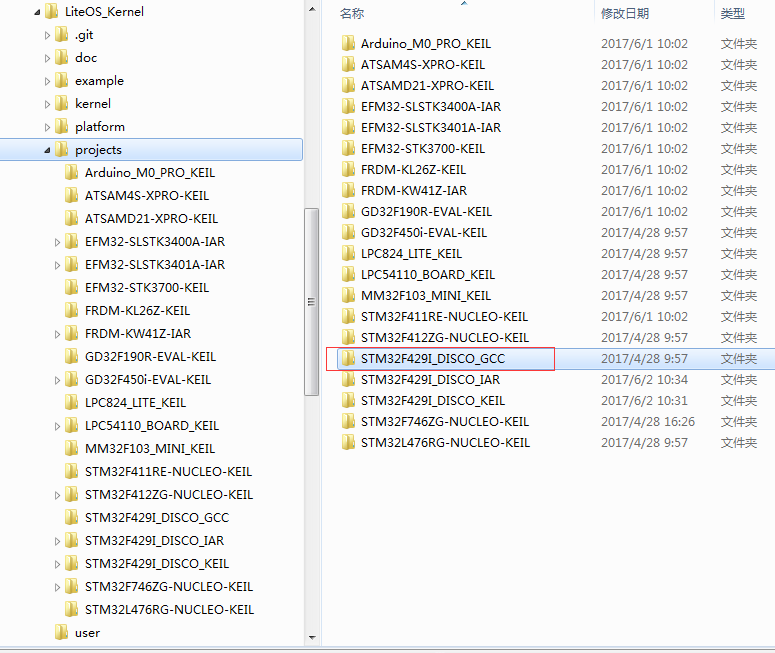 LiteOS_Kernel
.git
doc
example
kernel
platform
projects
Arduino_M0_PRO_KEIL
ATSAM4S-XPRO-KEIL
ATSAMD21-XPRO-KEIL
EFM32-SLSTK3400A-IAR
EFM32-SLSTK3401A-IAR
EFM32-STK3700-KEIL
FRDM-KL26Z-KEIL
FRDM-KW41Z-IAR
GD32F190R-EVAL-KEIL
GD32F450i-EVAL-KEIL
LPC824_LITE_KEIL
LPC54110_BOARD_KEIL
MM32F103_MINI_KEIL
STM32F411RE-NUCLEO-KEIL
STM32F412ZG-NUCLEO-KEIL
STM32F429I_DISCO_GCC
STM32F429I_DISCO_IAR
STM32F429I_DISCO_KEIL
STM32F746ZG-NUCLEO-KEIL
STM32L476RG-NUCLEO-KEIL
user
名称 修改日期 类型
Arduino_M0_PRO_KEIL 2017/6/1 10:02 文件夹
ATSAM4S-XPRO-KEIL 2017/6/1 10:02 文件夹
ATSAMD21-XPRO-KEIL 2017/6/1 10:02 文件夹
EFM32-SLSTK3400A-IAR 2017/6/1 10:02 文件夹
EFM32-SLSTK3401A-IAR 2017/6/1 10:02 文件夹
EFM32-STK3700-KEIL 2017/6/1 10:02 文件夹
FRDM-KL26Z-KEIL 2017/6/1 10:02 文件夹
FRDM-KW41Z-IAR 2017/6/1 10:02 文件夹
GD32F190R-EVAL-KEIL 2017/6/1 10:02 文件夹
GD32F450i-EVAL-KEIL 2017/4/28 9:57 文件夹
LPC824_LITE_KEIL 2017/4/28 9:57 文件夹
LPC54110_BOARD_KEIL 2017/4/28 9:57 文件夹
MM32F103_MINI_KEIL 2017/4/28 9:57 文件夹
STM32F411RE-NUCLEO-KEIL 2017/6/1 10:02 文件夹
STM32F412ZG-NUCLEO-KEIL 2017/4/28 9:57 文件夹
STM32F429I_DISCO_GCC 2017/4/28 9:57 文件夹
STM32F429I_DISCO_IAR 2017/6/2 10:34 文件夹
STM32F429I_DISCO_KEIL 2017/6/2 10:31 文件夹
STM32F746ZG-NUCLEO-KEIL 2017/4/28 16:26 文件夹
STM32L476RG-NUCLEO-KEIL 2017/4/28 9:57 文件夹